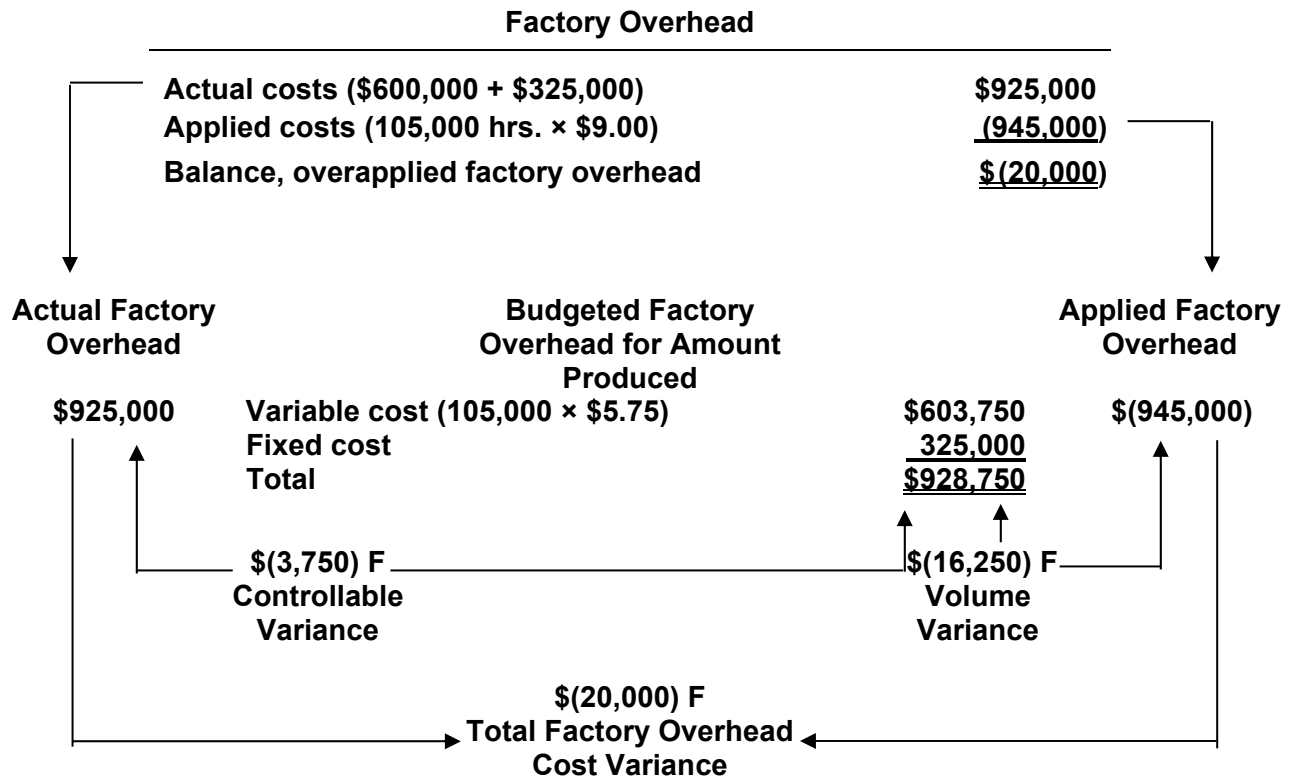 Factory Overhead
Actual costs ($600,000 + $325,000) $925,000
Applied costs (105,000 hrs. × $9.00) (945,000)
Balance, overapplied factory overhead $(20,000)
Actual Factory Overhead
Budgeted Factory Overhead for Amount Produced
Applied Factory Overhead
$925,000 Variable cost (105,000 × $5.75) $603,750 $(945,000)
Fixed cost 325,000
Total $928,750
$(3,750) F
Controllable
Variance
$(16,250) F
Volume
Variance
$(20,000) F
Total Factory Overhead
Cost Variance